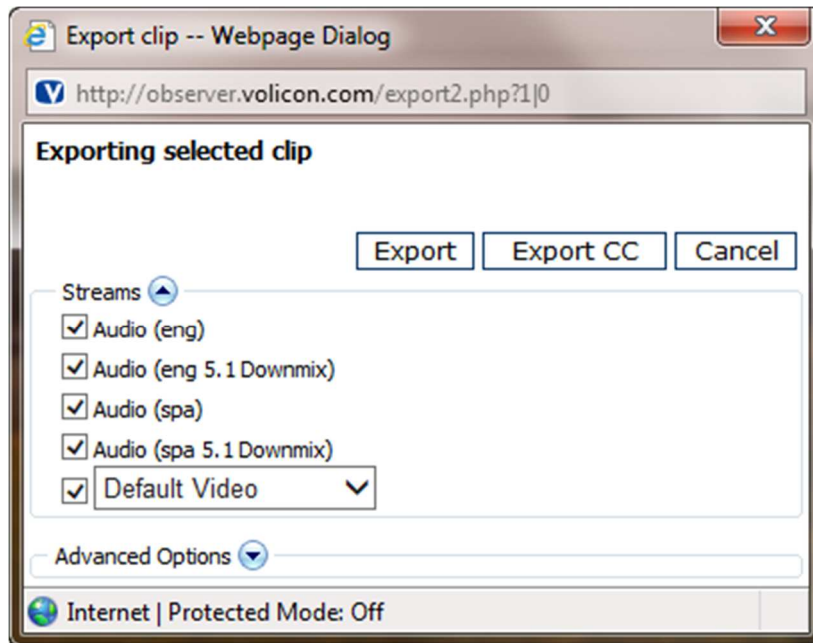 Export clip -- Webpage Dialog
http://observer.volicon.com/export2.php?1|0
Exporting selected clip
Export Export CC Cancel
Streams
Audio (eng)
Audio (eng 5.1 Downmix)
Audio (spa)
Audio (spa 5.1 Downmix)
Default Video
Advanced Options
Internet | Protected Mode: Off